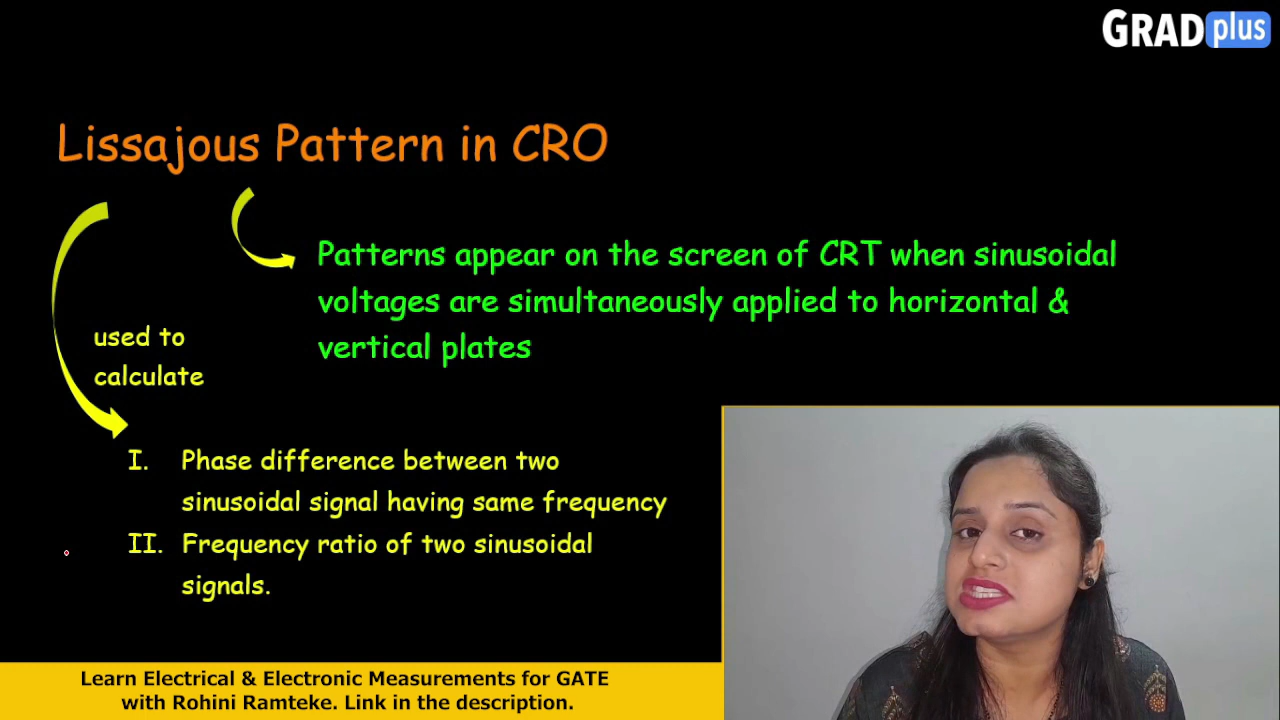 GRADplus
Lissajous Pattern in CRO
Patterns appear on the screen of CRT when sinusoidal
voltages are simultaneously applied to horizontal &
vertical plates
used to
calculate
I. Phase difference between two
sinusoidal signal having same frequency
II. Frequency ratio of two sinusoidal
signals.
Learn Electrical & Electronic Measurements for GATE
with Rohini Ramteke. Link in the description.